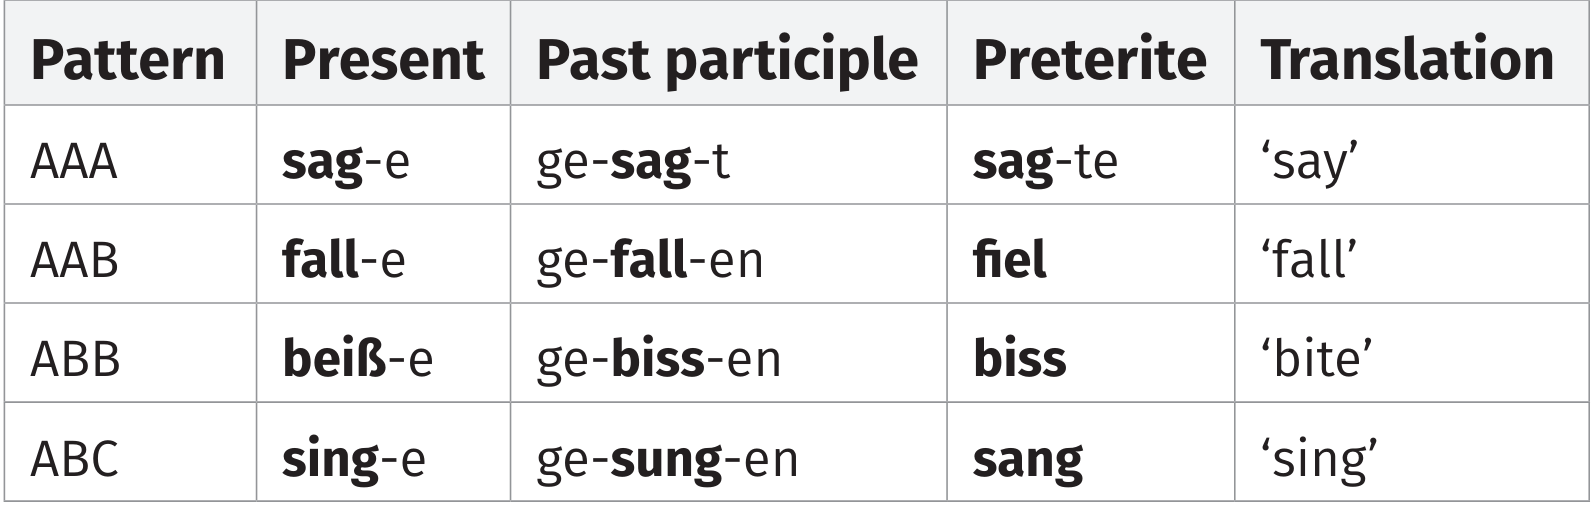 Pattern Present Past participle Preterite Translation
AAA sag-e ge-sag-t sag-te ‘say’
AAB fall-e ge-fall-en fiel ‘fall’
ABB beiß-e ge-biss-en biss ‘bite’
ABC sing-e ge-sung-en sang ‘sing’